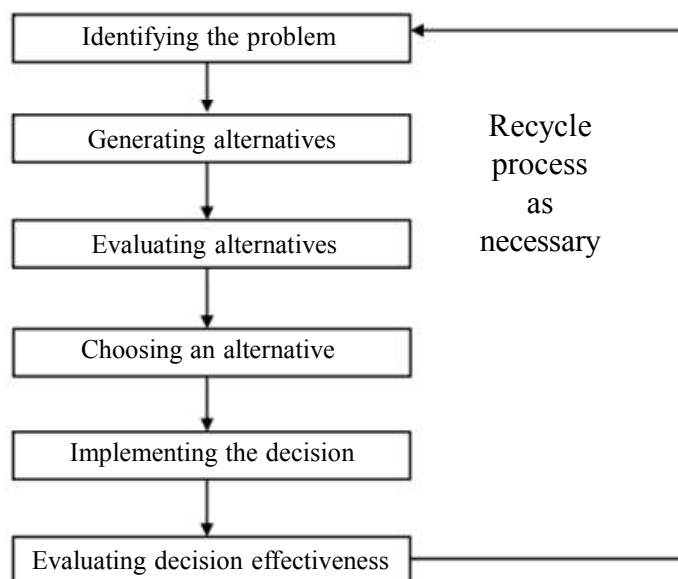 Identifying the problem
Generating alternatives
Evaluating alternatives
Choosing an alternative
Implementing the decision
Evaluating decision effectiveness
Recycle
process
as
necessary